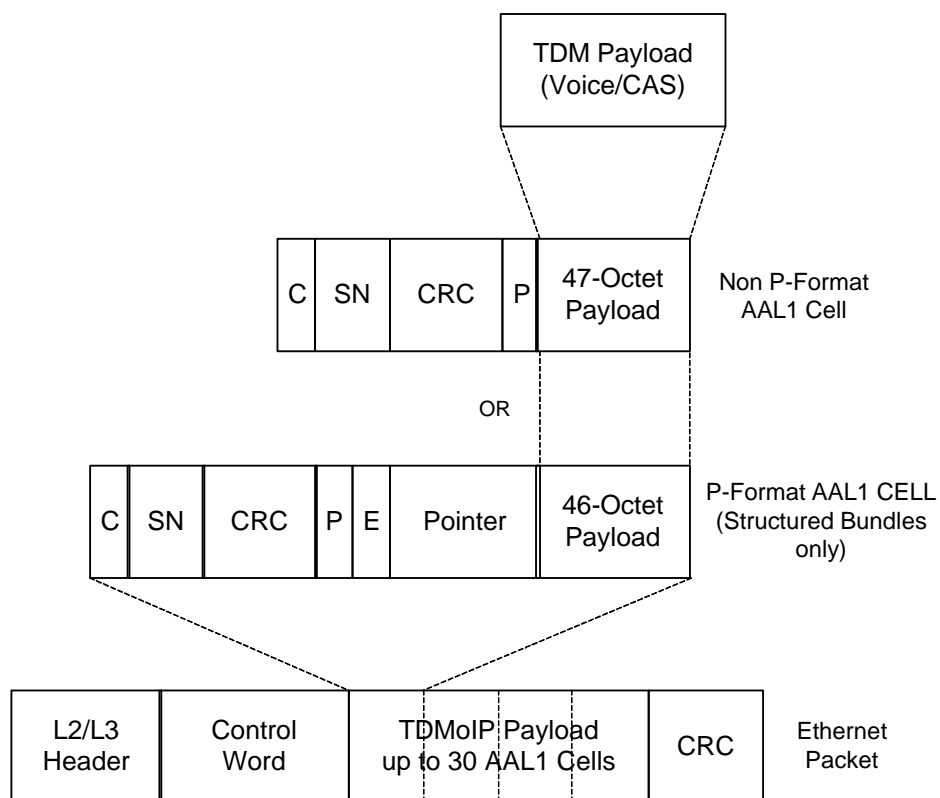 TDM Payload
(Voice/CAS)
C
SN
CRC
P
47-Octet
Payload
Non P-Format
AAL1 Cell
OR
C
SN
CRC
P
E
Pointer
46-Octet
Payload
P-Format AAL1 CELL
(Structured Bundles
only)
L2/L3
Header
Control
Word
TDMoIP Payload
up to 30 AAL1 Cells
CRC
Ethernet
Packet